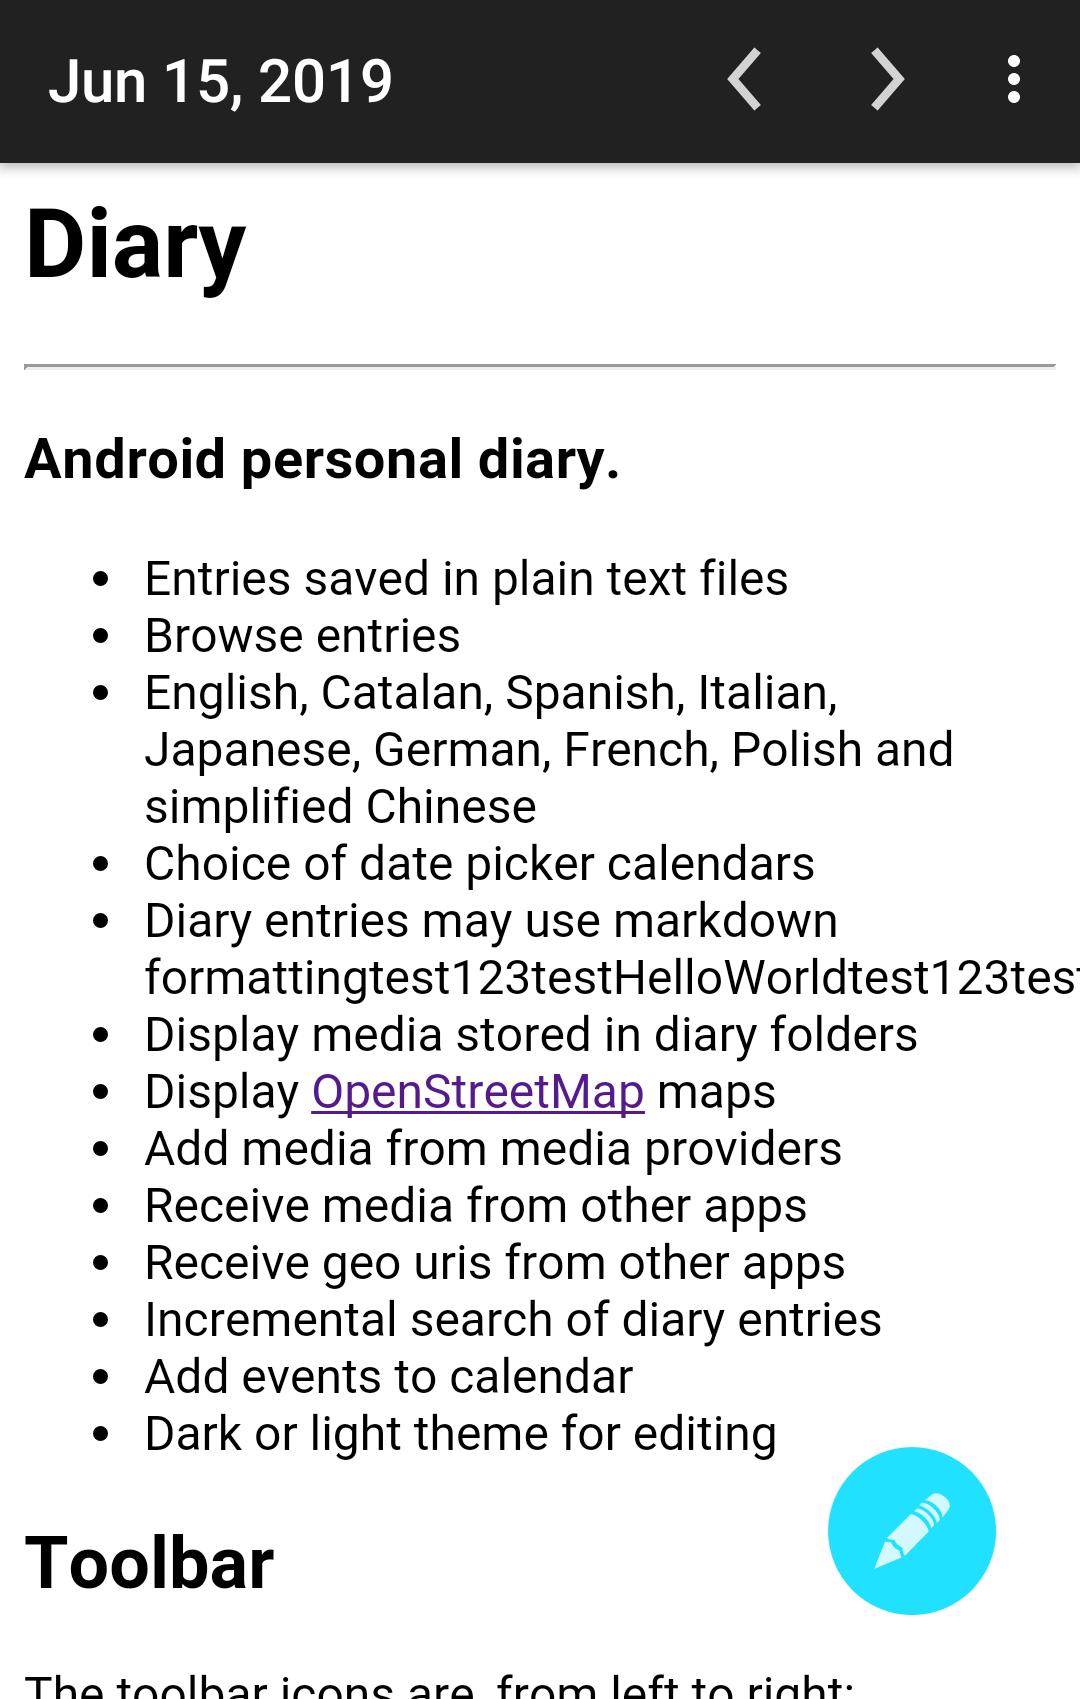 Jun 15, 2019
Diary
Android personal diary.
Entries saved in plain text files
Browse entries
English, Catalan, Spanish, Italian,
Japanese, German, French, Polish and
simplified Chinese
Choice of date picker calendars
Diary entries may use markdown
formattingtest123testHelloWorldtest123test
Display media stored in diary folders
Display OpenStreetMap maps
Add media from media providers
Receive media from other apps
Receive geo uris from other apps
Incremental search of diary entries
Add events to calendar
Dark or light theme for editing
Toolbar
The toolbar icons are, from left to right: